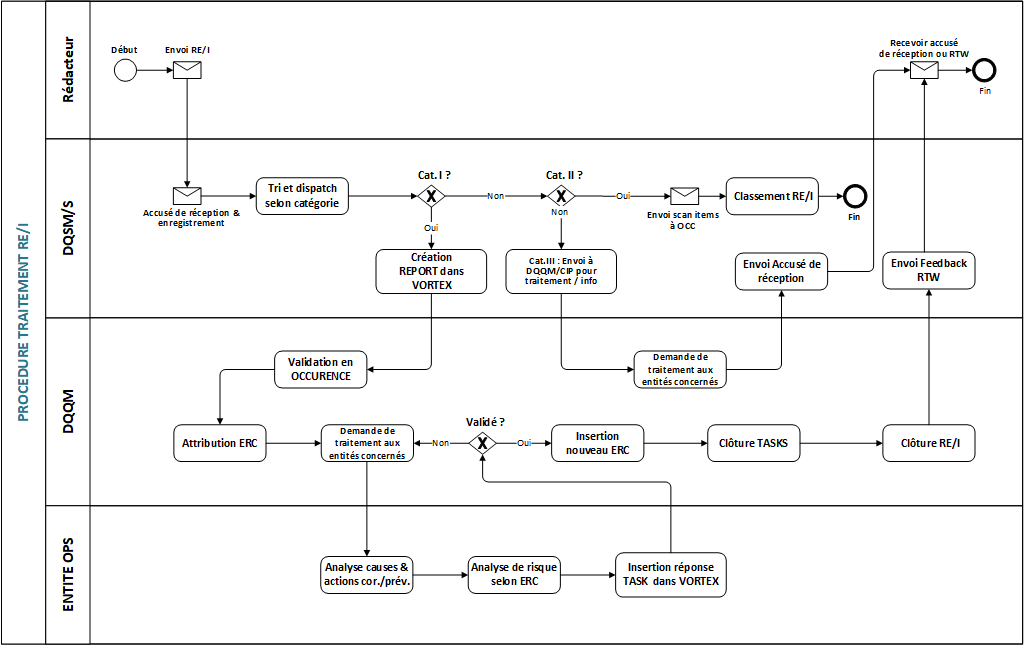 PROCEDURE TRAITEMENT RE/I
Rédacteur
Début
Envoi RE/I
Recevoir accusé
de réception ou RTW
Fin
DQSM/S
Accusé de réception &
enregistrement
Tri et dispatch
selon catégorie
Cat. I ?
Non
Oui
Cat. II ?
Oui
Non
Envoi scan items
à OCC
Classement RE/I
Fin
Création
REPORT dans
VORTEX
Cat.III : Envoi à
DQQM/CIP pour
traitement / info
Envoi Accusé de
réception
Envoi Feedback
RTW
DQQM
Validation en
OCCURENCE
Demande de
traitement aux
entités concernés
Attribution ERC
Demande de
traitement aux
entités concernés
Non
Validé ?
Oui
Insertion
nouveau ERC
Clôture TASKS
Clôture RE/I
ENTITE OPS
Analyse causes &
actions cor./prév.
Analyse de risque
selon ERC
Insertion réponse
TASK dans VORTEX